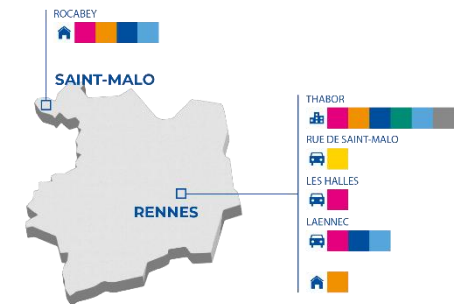 ROCABEY
SAINT-MALO
THABOR
RUE DE SAINT-MALO
LES HALLES
RENNES
LAENNEC